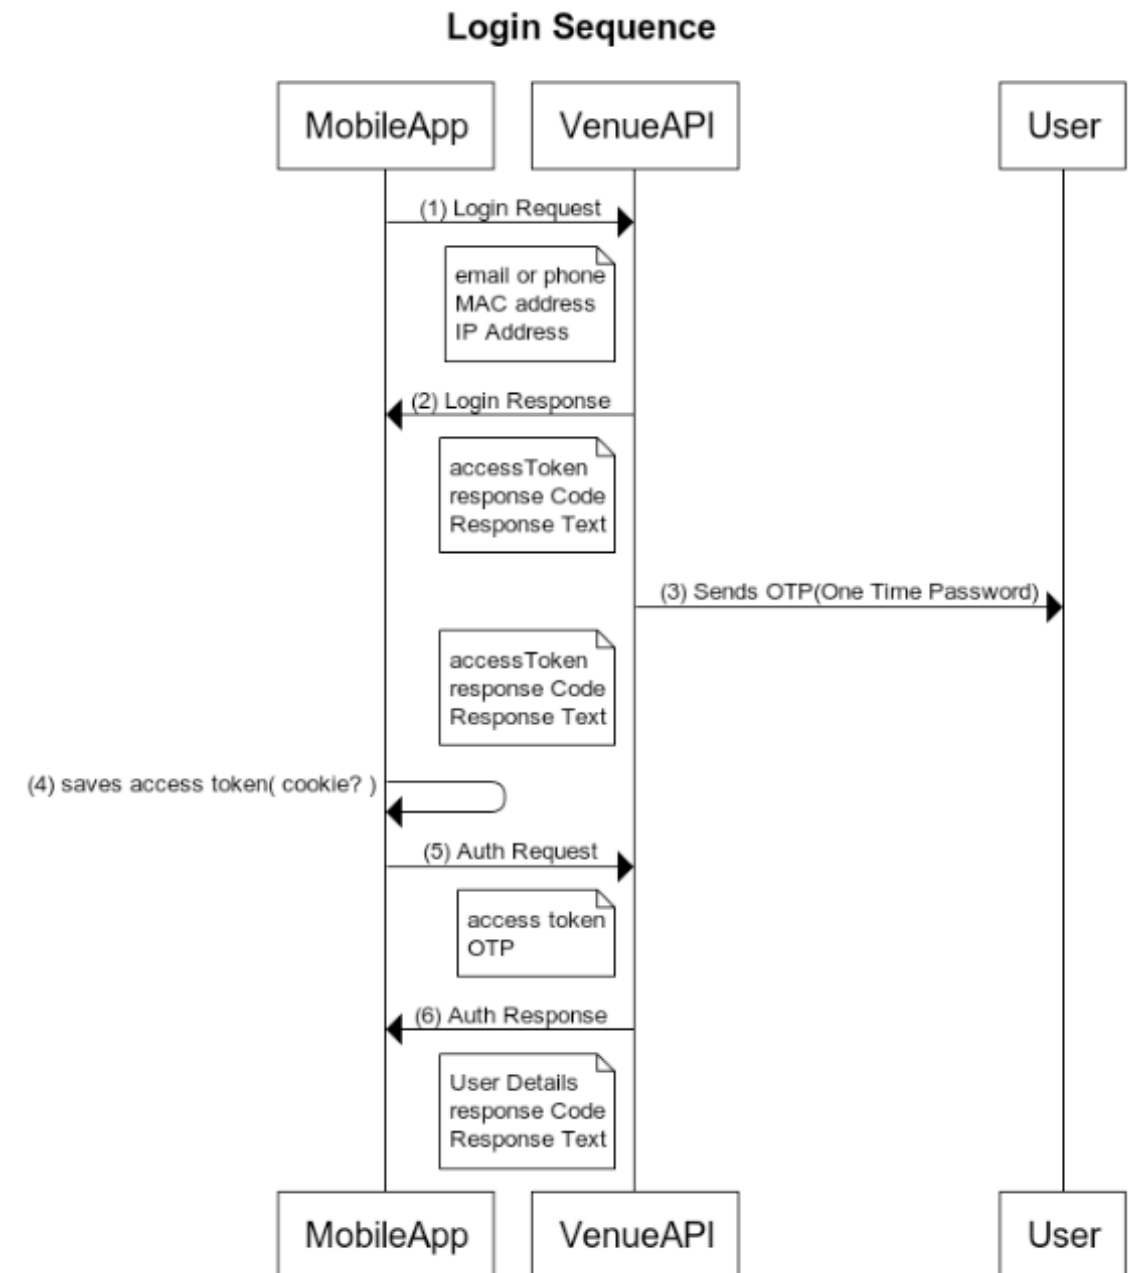 Login Sequence
MobileApp
VenueAPI
User
(1) Login Request
email or phone
MAC address
IP Address
(2) Login Response
accessToken
response Code
Response Text
(3) Sends OTP(One Time Password)
accessToken
response Code
Response Text
(4) saves access token( cookie? )
(5) Auth Request
access token
OTP
(6) Auth Response
User Details
response Code
Response Text
MobileApp
VenueAPI
User